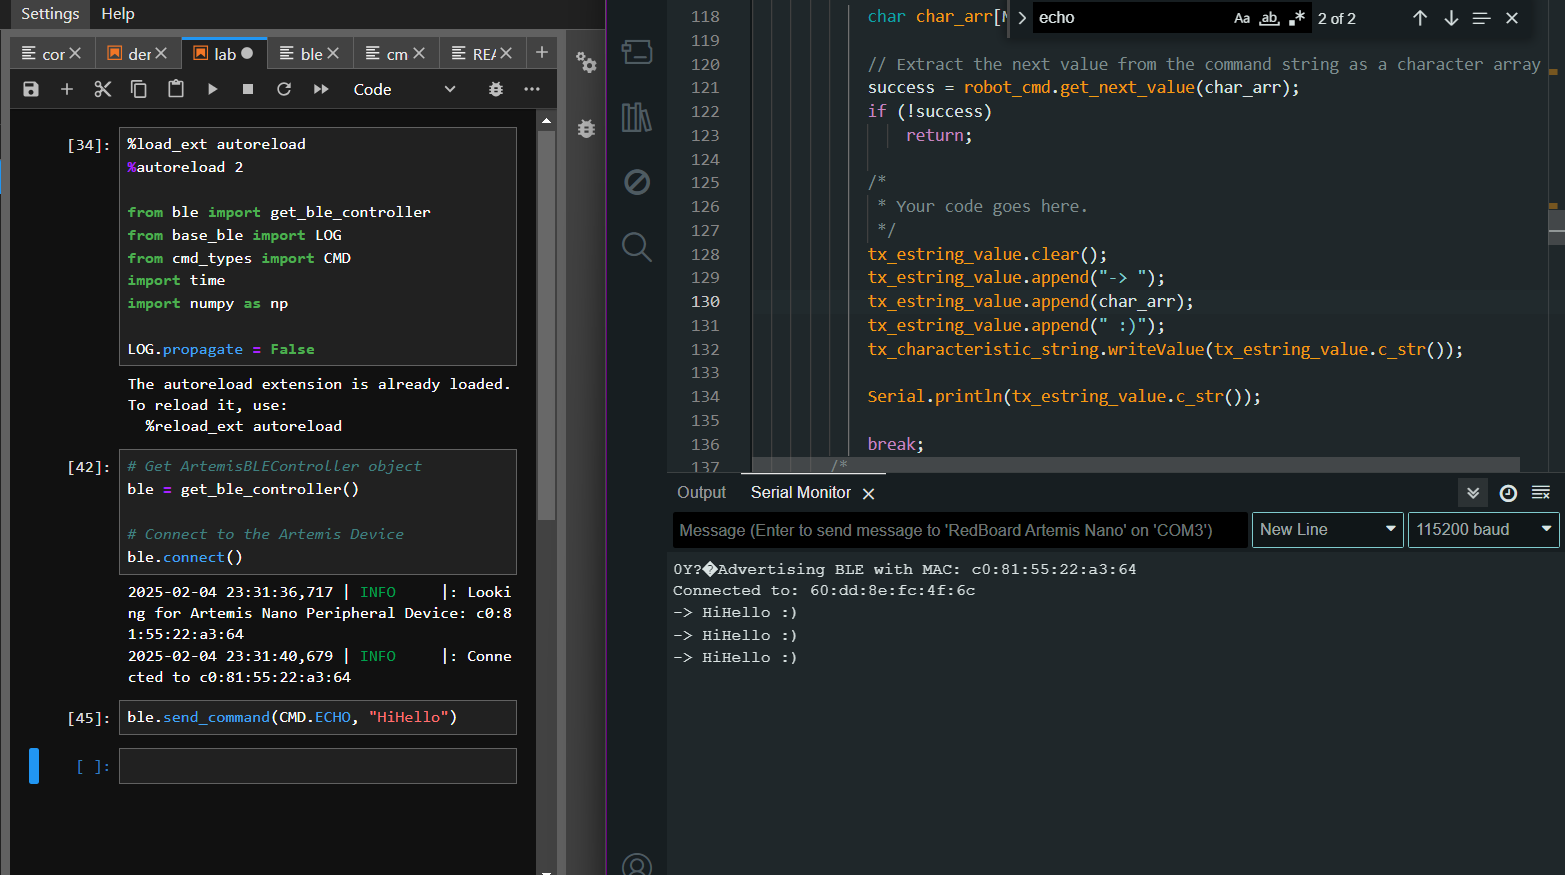 Settings Help
cor
der
lab
ble
cm
REA
Code
[34]:
%load_ext autoreload
%autoreload 2
from ble import get_ble_controller
from base_ble import LOG
from cmd_types import CMD
import time
import numpy as np
LOG.propagate = False
The autoreload extension is already loaded.
To reload it, use:
%reload_ext autoreload
[42]:
# Get ArtemisBLEController object
ble = get_ble_controller()
# Connect to the Artemis Device
ble.connect()
2025-02-04 23:31:36,717 | INFO     |: Looki
ng for Artemis Nano Peripheral Device: c0:8
1:55:22:a3:64
2025-02-04 23:31:40,679 | INFO     |: Conne
cted to c0:81:55:22:a3:64
[45]:
ble.send_command(CMD.ECHO, "HiHello")
[ ]:
echo
Aa ab .* 2 of 2
118 char char_arr[
119
120 // Extract the next value from the command string as a character array
121 success = robot_cmd.get_next_value(char_arr);
122 if (!success)
123 return;
124
125 /*
126 * Your code goes here.
127 */
128 tx_estring_value.clear();
129 tx_estring_value.append("-> ");
130 tx_estring_value.append(char_arr);
131 tx_estring_value.append(" :)");
132 tx_characteristic_string.writeValue(tx_estring_value.c_str());
133
134 Serial.println(tx_estring_value.c_str());
135
136 break;
137 /*
Output Serial Monitor
Message (Enter to send message to 'RedBoard Artemis Nano' on 'COM3')
New Line
115200 baud
0Y?�Advertising BLE with MAC: c0:81:55:22:a3:64
Connected to: 60:dd:8e:fc:4f:6c
-> HiHello :)
-> HiHello :)
-> HiHello :)